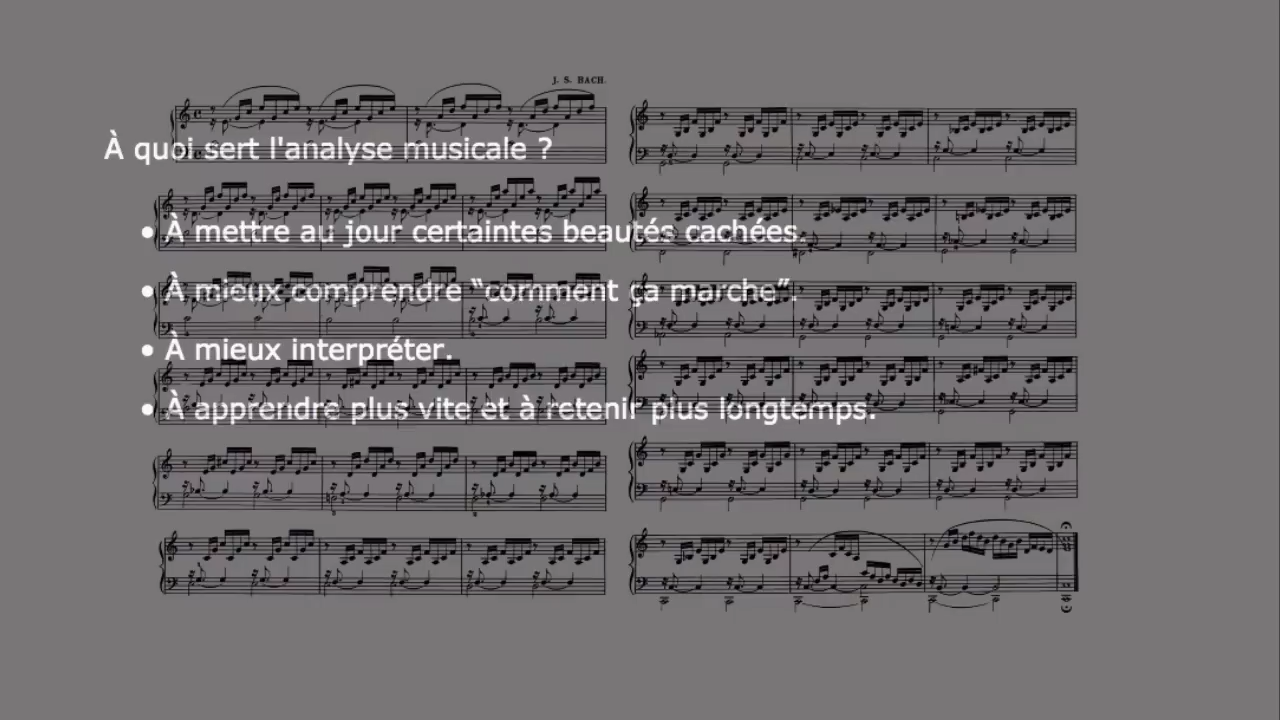 J. S. BACH.
À quoi sert l'analyse musicale ?
• À mettre au jour certaintes beautés cachées.
• À mieux comprendre “comment ça marche”.
• À mieux interpréter.
• À apprendre plus vite et à retenir plus longtemps.